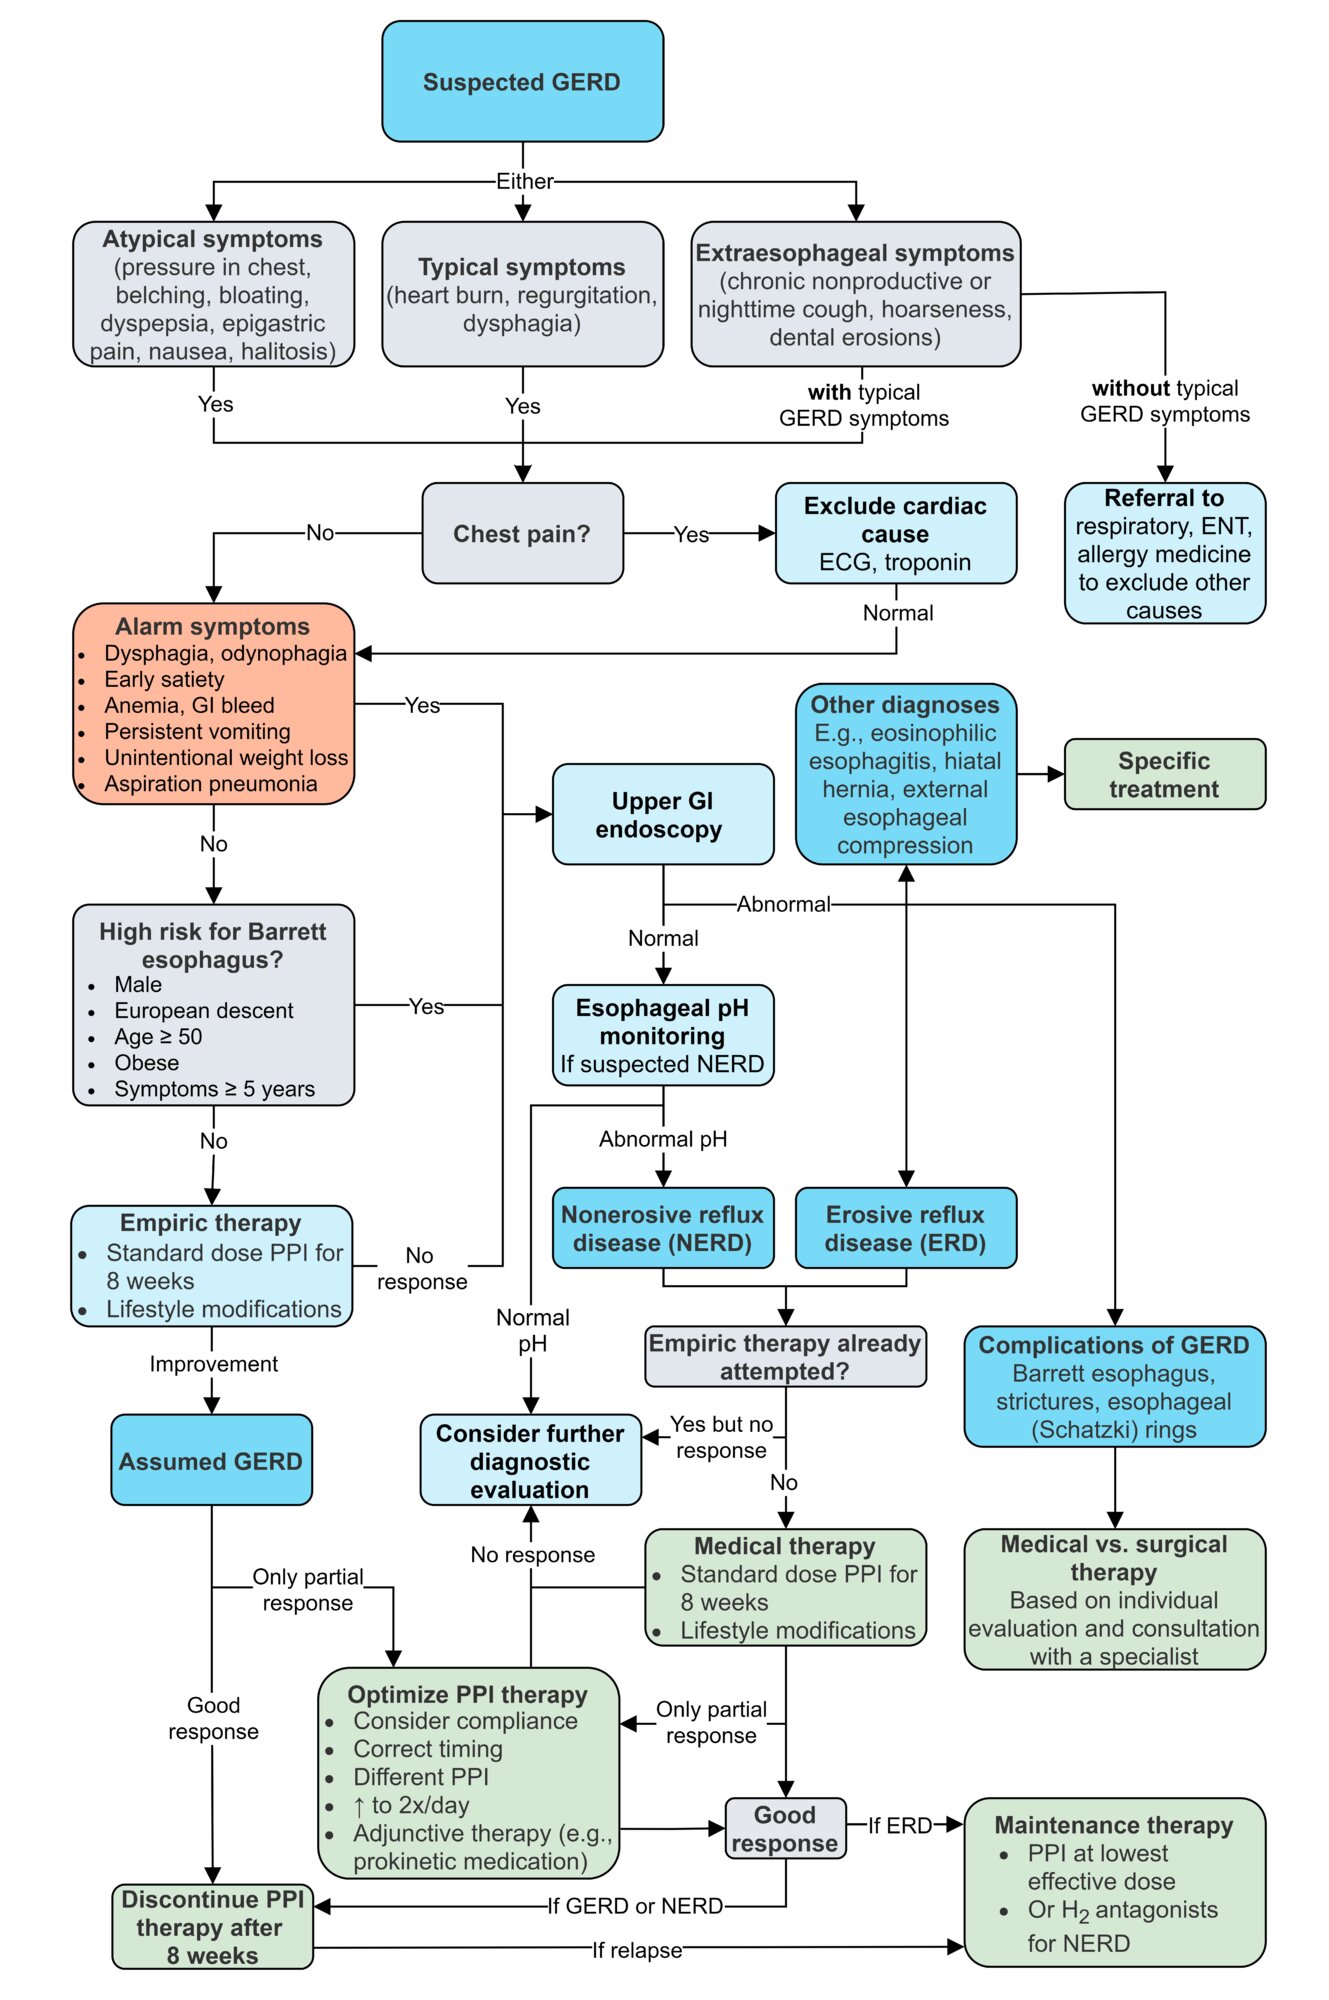 Suspected GERD
Either
Atypical symptoms
(pressure in chest,
belching, bloating,
dyspepsia, epigastric
pain, nausea, halitosis)
Typical symptoms
(heart burn, regurgitation,
dysphagia)
Extraesophageal symptoms
(chronic nonproductive or
nighttime cough, hoarseness,
dental erosions)
Yes
Yes
with typical
GERD symptoms
without typical
GERD symptoms
Chest pain?
No
Yes
Exclude cardiac
cause
ECG, troponin
Referral to
respiratory, ENT,
allergy medicine
to exclude other
causes
Normal
Alarm symptoms
• Dysphagia, odynophagia
• Early satiety
• Anemia, GI bleed
• Persistent vomiting
• Unintentional weight loss
• Aspiration pneumonia
Yes
No
Upper GI
endoscopy
Other diagnoses
E.g., eosinophilic
esophagitis, hiatal
hernia, external
esophageal
compression
Specific
treatment
Abnormal
Normal
High risk for Barrett
esophagus?
• Male
• European descent
• Age ≥ 50
• Obese
• Symptoms ≥ 5 years
Yes
No
Esophageal pH
monitoring
If suspected NERD
Abnormal pH
Normal
pH
Nonerosive reflux
disease (NERD)
Erosive reflux
disease (ERD)
Empiric therapy
• Standard dose PPI for
8 weeks
• Lifestyle modifications
No
response
Improvement
Empiric therapy already
attempted?
Complications of GERD
Barrett esophagus,
strictures, esophageal
(Schatzki) rings
Assumed GERD
Consider further
diagnostic
evaluation
Yes but no
response
No
No response
Medical therapy
• Standard dose PPI for
8 weeks
• Lifestyle modifications
Medical vs. surgical
therapy
Based on individual
evaluation and consultation
with a specialist
Only partial
response
Good
response
Optimize PPI therapy
• Consider compliance
• Correct timing
• Different PPI
• ↑ to 2x/day
• Adjunctive therapy (e.g.,
prokinetic medication)
Only partial
response
Good
response
If ERD
Maintenance therapy
• PPI at lowest
effective dose
• Or H₂ antagonists
for NERD
If GERD or NERD
Discontinue PPI
therapy after
8 weeks
If relapse